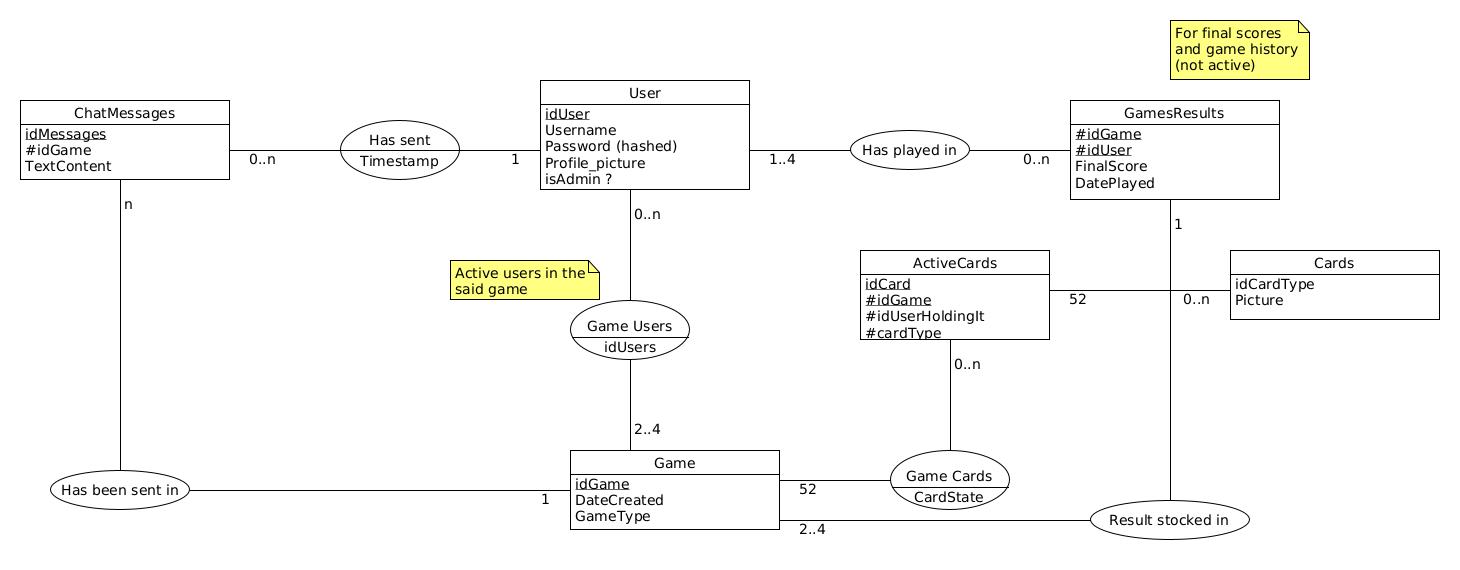 For final scores
and game history
(not active)
ChatMessages
idMessages
#idGame
TextContent
0..n
Has sent
Timestamp
1
User
idUser
Username
Password (hashed)
Profile_picture
isAdmin ?
1..4
Has played in
0..n
GamesResults
#idGame
#idUser
FinalScore
DatePlayed
n
0..n
1
Active users in the
said game
Game Users
idUsers
ActiveCards
idCard
#idGame
#idUserHoldingIt
#cardType
52
0..n
Cards
idCardType
Picture
0..n
2..4
Has been sent in
1
Game
idGame
DateCreated
GameType
52
Game Cards
CardState
2..4
Result stocked in